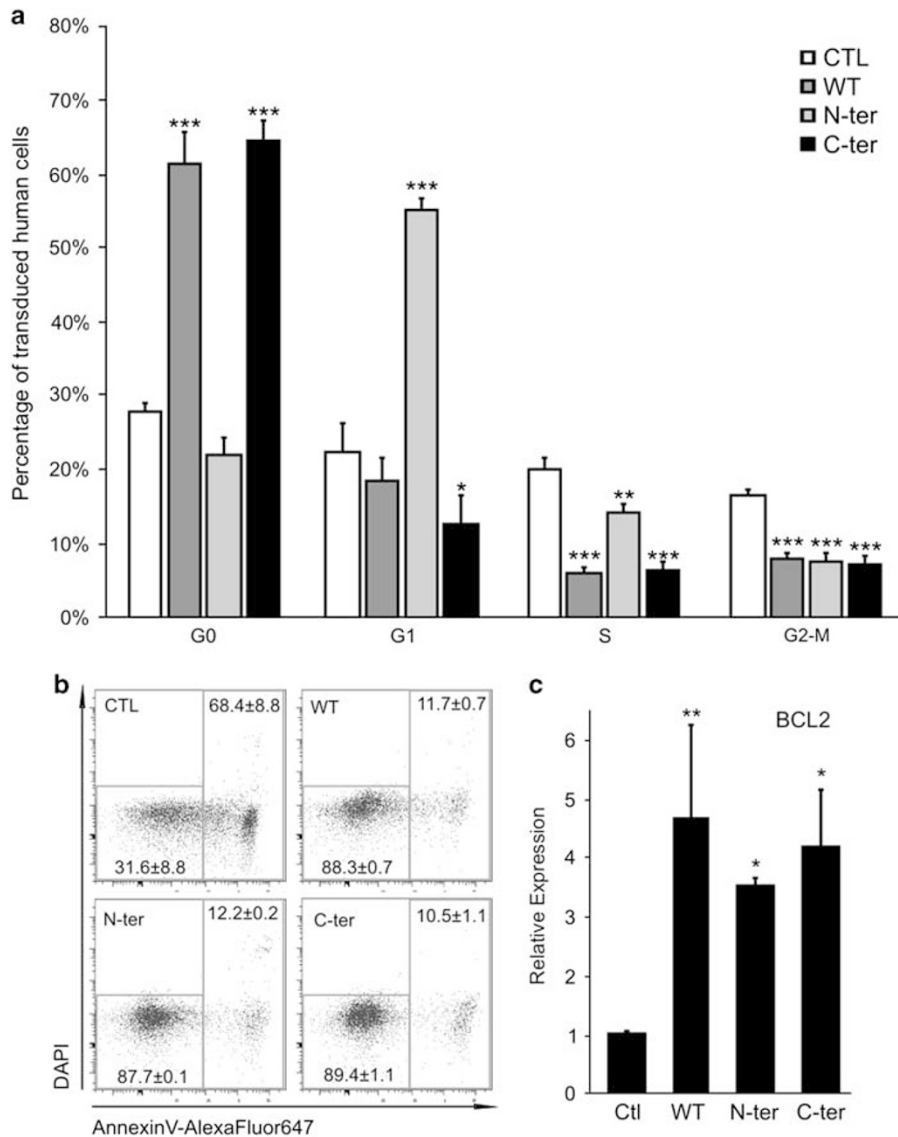 a
80%
70%
60%
50%
40%
30%
20%
10%
0%
Percentage of transduced human cells
CTL
WT
N-ter
C-ter
*** ***
***
*
*** ** ***
*** *** ***
G0 G1 S G2-M
b
CTL 68.4±8.8
31.6±8.8
WT 11.7±0.7
88.3±0.7
N-ter 12.2±0.2
87.7±0.1
C-ter 10.5±1.1
89.4±1.1
DAPI
AnnexinV-AlexaFluor647
c
BCL2
Relative Expression
6
5
4
3
2
1
0
** * *
Ctl WT N-ter C-ter